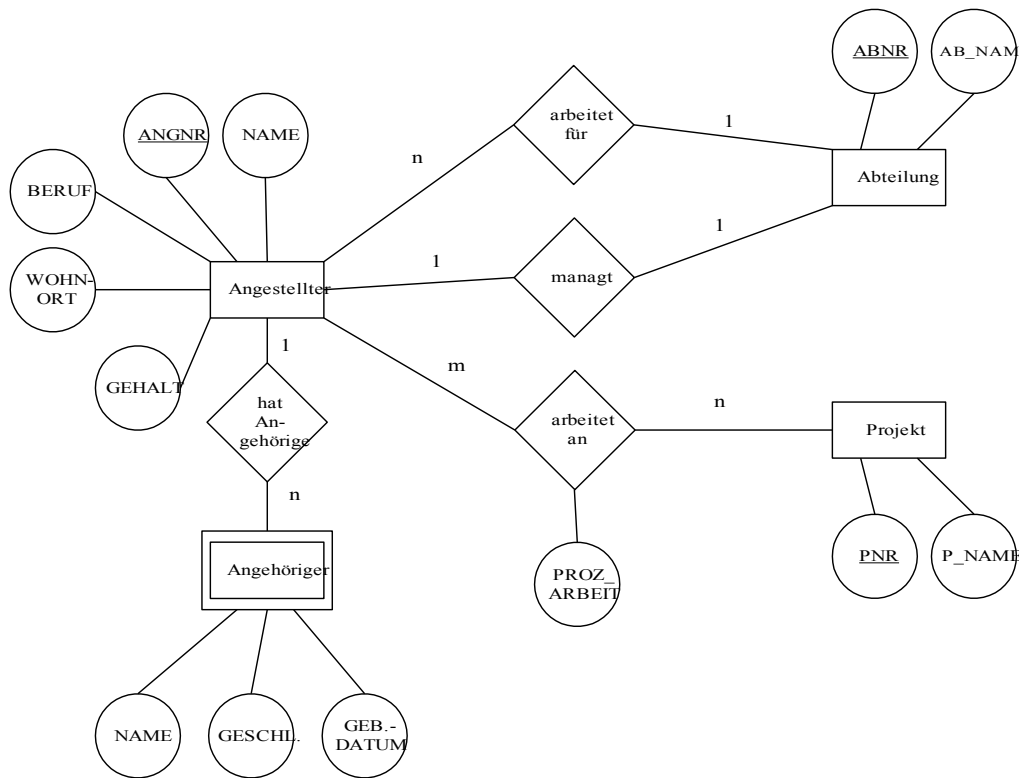 ABNR
AB_NAM
ANGNR
NAME
arbeitet
für
1
n
BERUF
Abteilung
1
WOHN-
ORT
Angestellter
1
managt
1
m
GEHALT
hat
An-
gehörige
arbeitet
an
n
Projekt
n
Angehöriger
PROZ_
ARBEIT
PNR
P_NAME
NAME
GESCHL.
GEB.-
DATUM